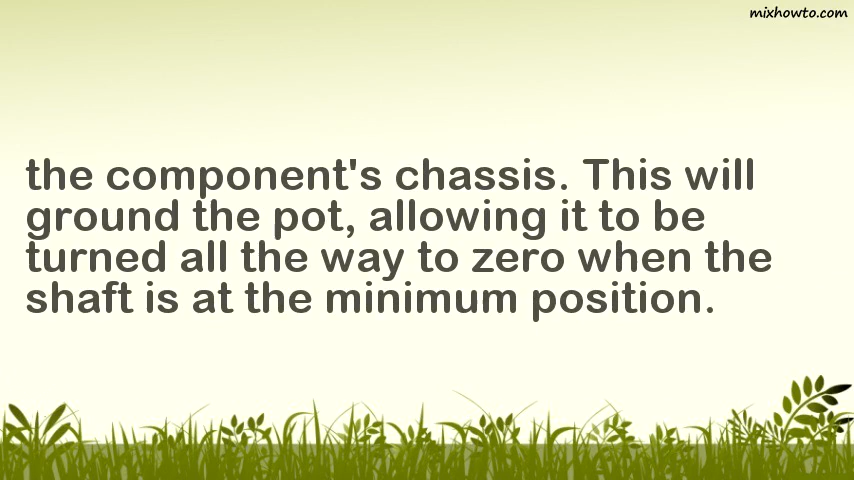 mixhowto.com
the component's chassis. This will
ground the pot, allowing it to be
turned all the way to zero when the
shaft is at the minimum position.